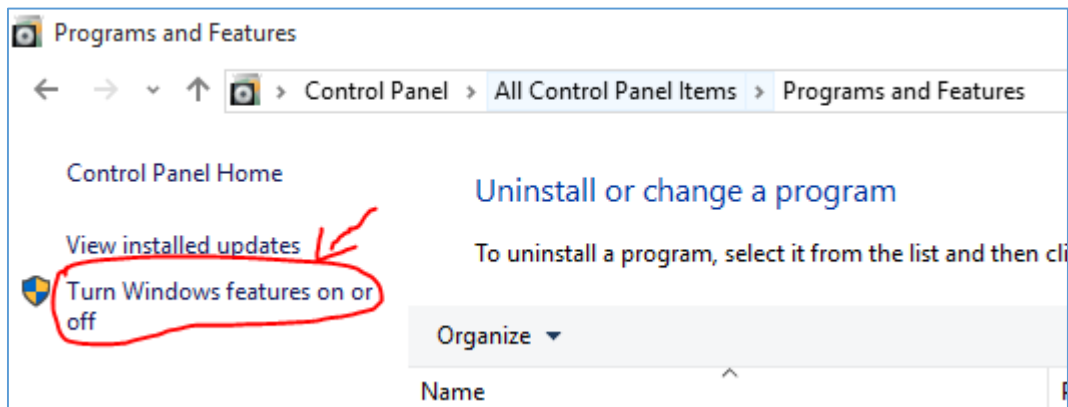 Programs and Features
Control Panel > All Control Panel Items > Programs and Features
Control Panel Home
Uninstall or change a program
View installed updates
To uninstall a program, select it from the list and then cli
Turn Windows features on or
off
Organize
Name